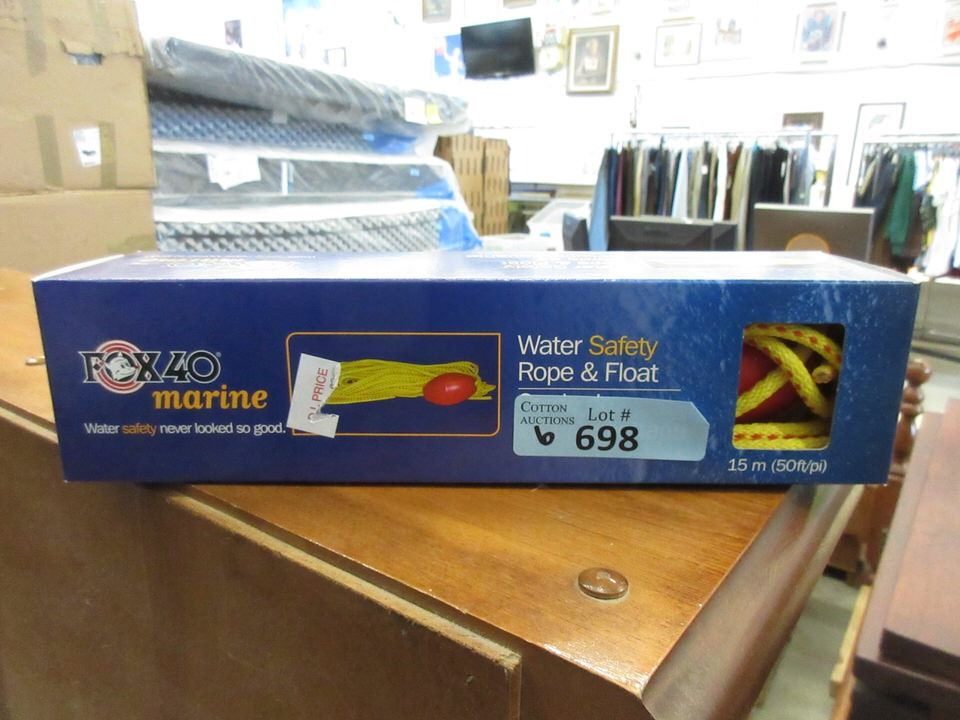 FOX 40®
marine
Water safety never looked so good.
PRICE
Water Safety
Rope & Float
COTTON
AUCTIONS
Lot #
6
698
15 m (50ft/pi)